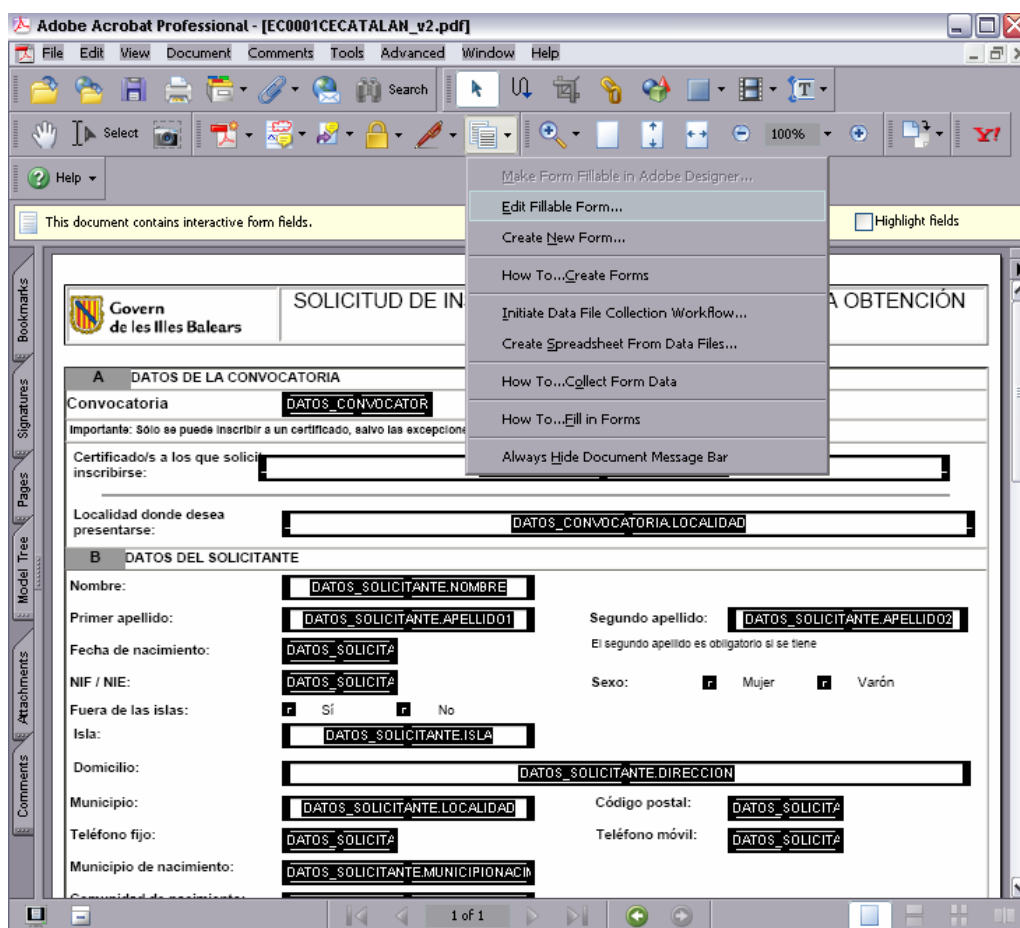 Adobe Acrobat Professional - [EC0001CECATALAN_v2.pdf]
File Edit View Document Comments Tools Advanced Window Help
Search
Select
100%
Y!
Help
Make Form Fillable in Adobe Designer...
Edit Fillable Form...
Create New Form...
How To...Create Forms
Initiate Data File Collection Workflow...
Create Spreadsheet From Data Files...
How To...Collect Form Data
How To...Fill in Forms
Always Hide Document Message Bar
This document contains interactive form fields.
Highlight fields
Bookmarks
Signatures
Pages
Model Tree
Attachments
Comments
Govern
de les Illes Balears
SOLICITUD DE IN
A OBTENCIÓN
A DATOS DE LA CONVOCATORIA
Convocatoria DATOS_CONVOCATOR
Importante: Sólo se puede inscribir a un certificado, salvo las excepcione
Certificado/s a los que solicit
inscribirse:
Localidad donde desea
presentarse:
DATOS_CONVOCATORIA.LOCALIDAD
B DATOS DEL SOLICITANTE
Nombre: DATOS_SOLICITANTE.NOMBRE
Primer apellido: DATOS_SOLICITANTE.APELLIDO1 Segundo apellido: DATOS_SOLICITANTE.APELLIDO2
El segundo apellido es obligatorio si se tiene
Fecha de nacimiento: DATOS_SOLICITA
NIF / NIE: DATOS_SOLICITA Sexo: r Mujer r Varón
Fuera de las islas: r Sí r No
Isla: DATOS_SOLICITANTE.ISLA
Domicilio: DATOS_SOLICITANTE.DIRECCION
Municipio: DATOS_SOLICITANTE.LOCALIDAD Código postal: DATOS_SOLICITA
Teléfono fijo: DATOS_SOLICITA Teléfono móvil: DATOS_SOLICITA
Municipio de nacimiento: DATOS_SOLICITANTE.MUNICIPIONACIN
1 of 1